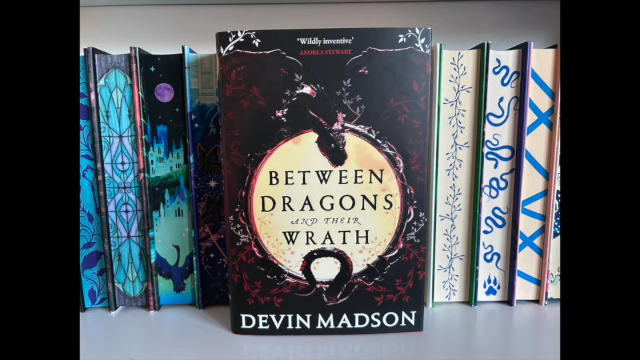 'Wildly inventive'
ANDREA STEWART
BETWEEN
DRAGONS
AND THEIR
WRATH
DEVIN MADSON